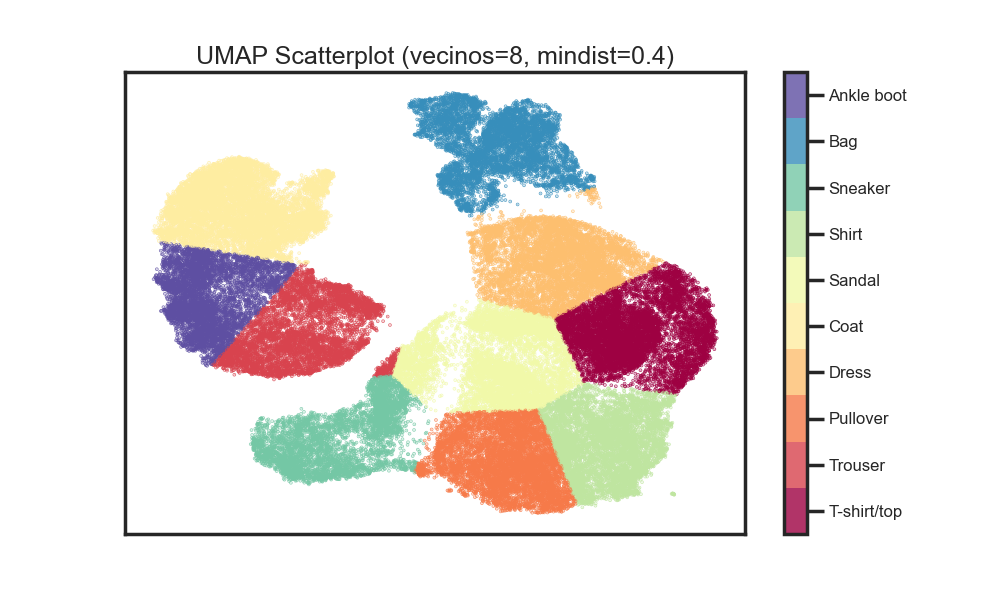 UMAP Scatterplot (vecinos=8, mindist=0.4)
Ankle boot
Bag
Sneaker
Shirt
Sandal
Coat
Dress
Pullover
Trouser
T-shirt/top